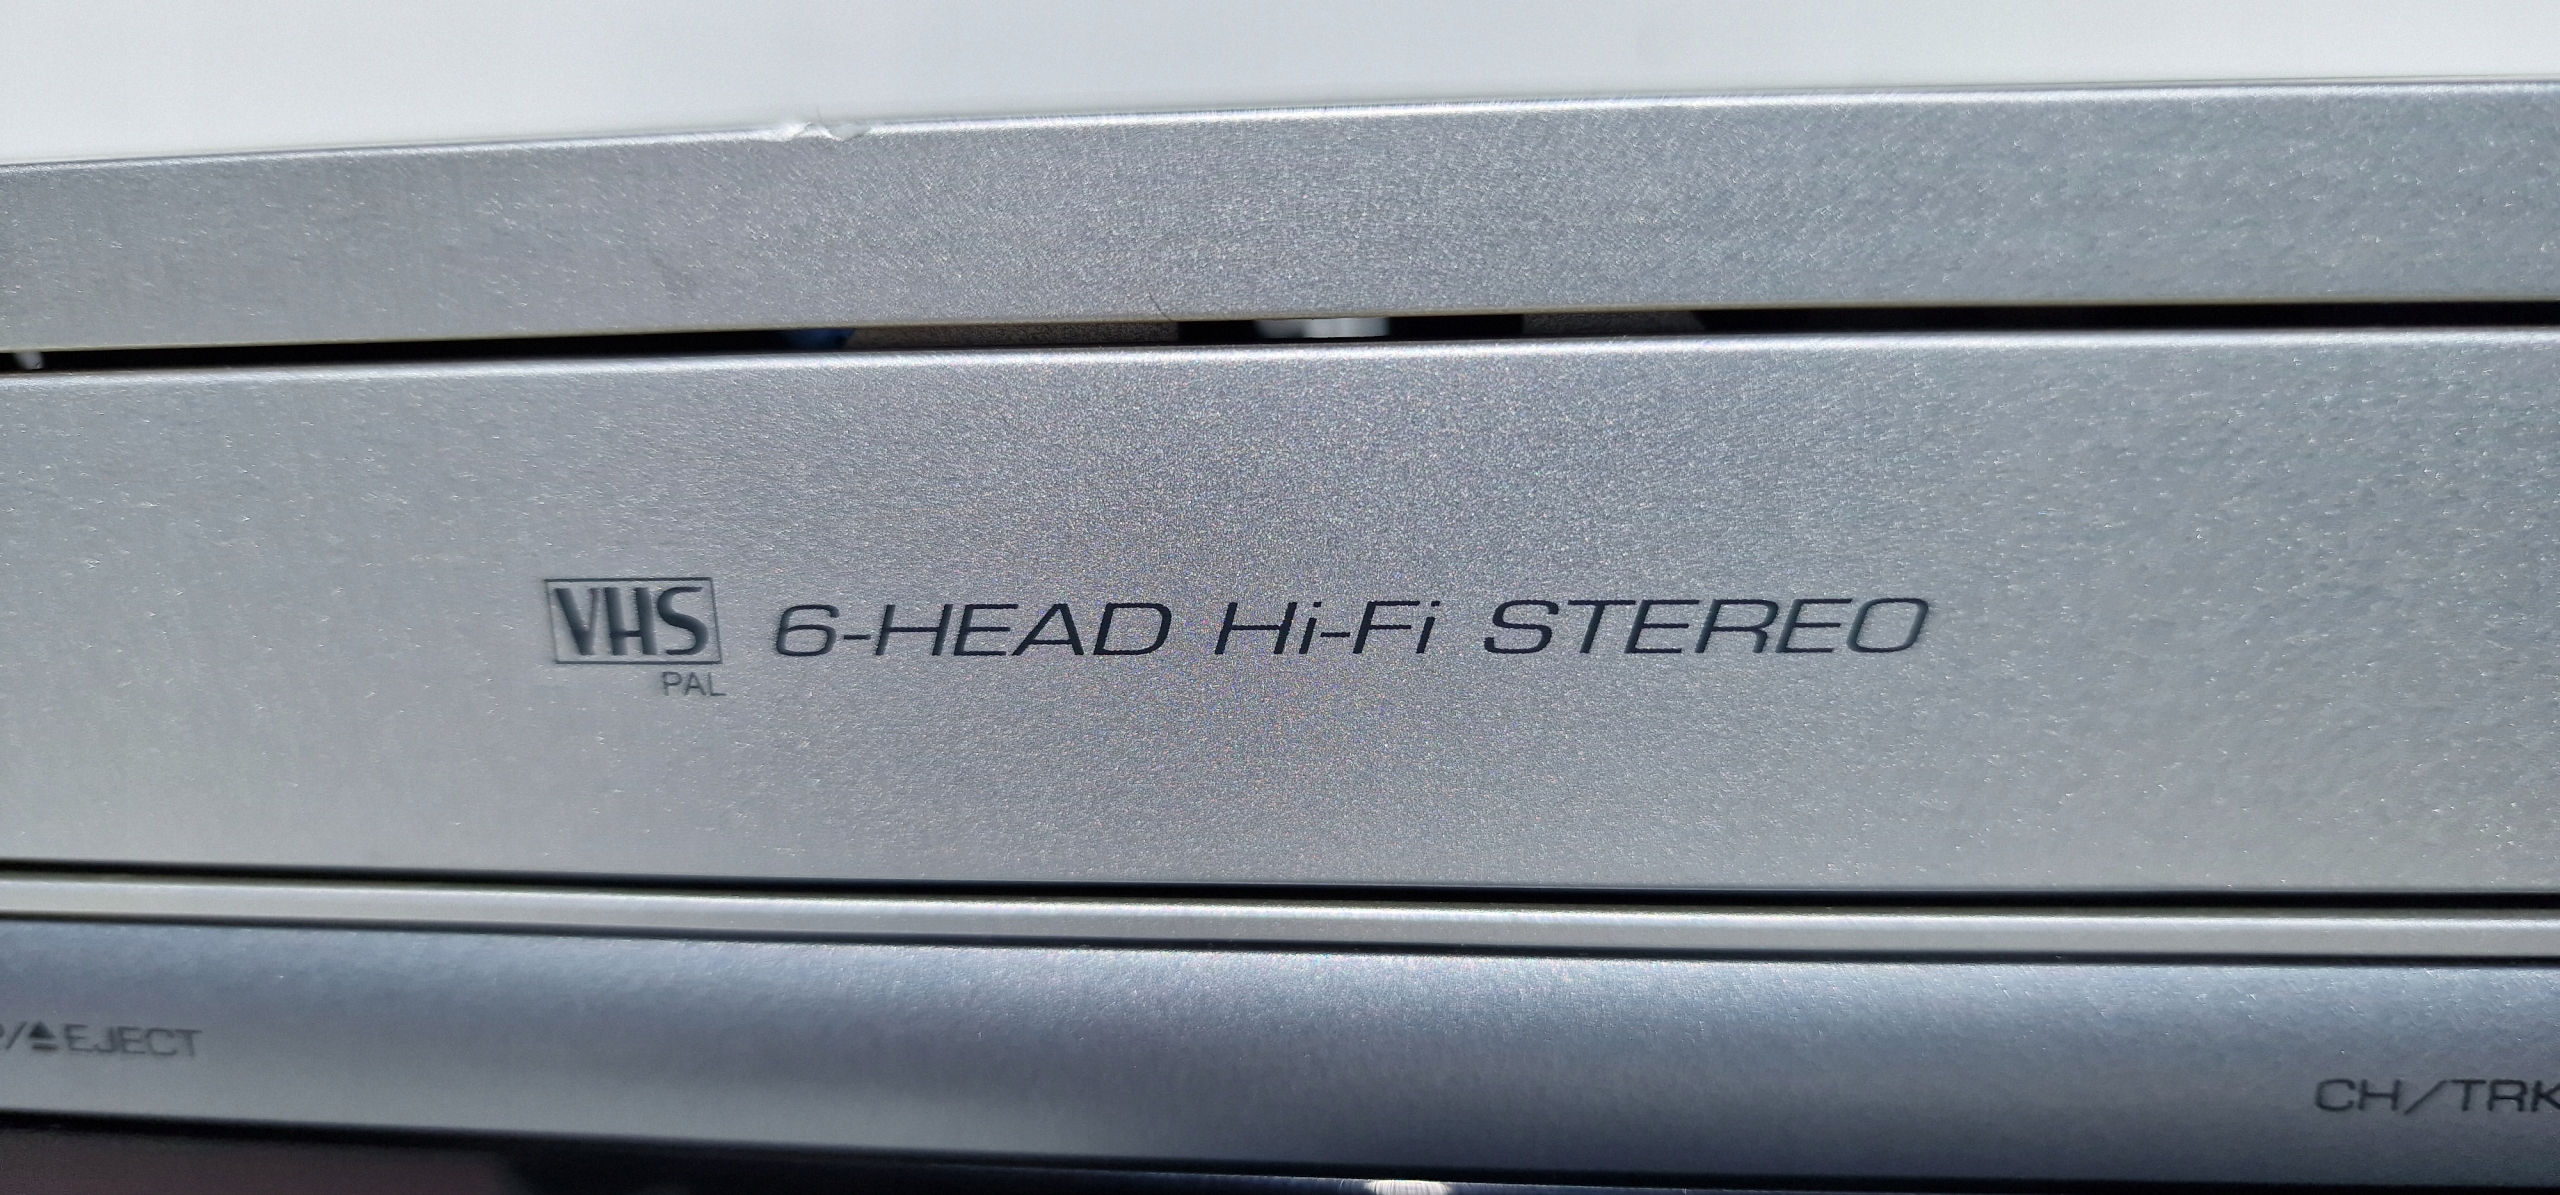 VHS 6-HEAD Hi-Fi STEREO
PAL
/⏏EJECT
CH/TRK